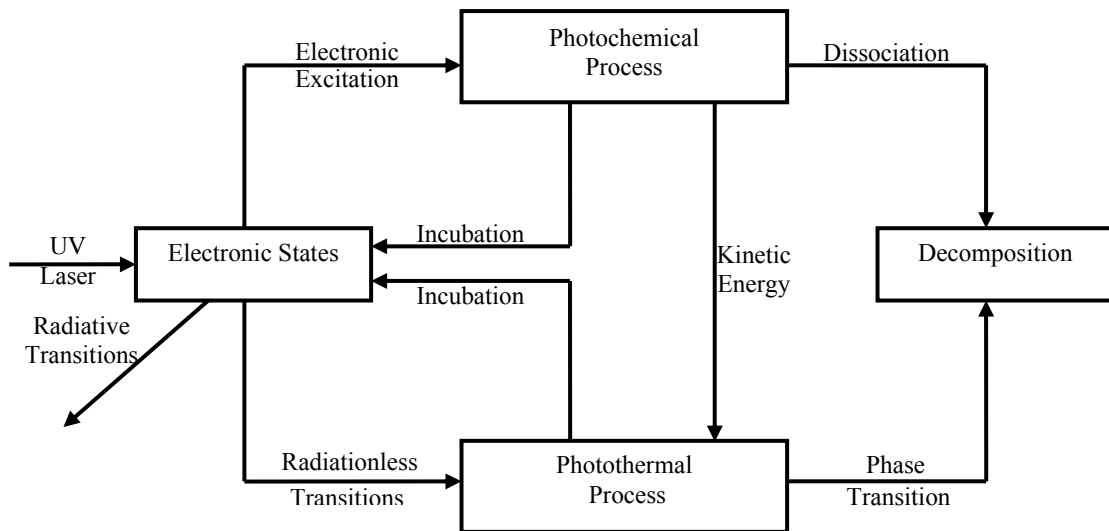 Electronic
Excitation
Photochemical
Process
Dissociation
UV
Laser
Electronic States
Incubation
Incubation
Kinetic
Energy
Decomposition
Radiative
Transitions
Radiationless
Transitions
Photothermal
Process
Phase
Transition